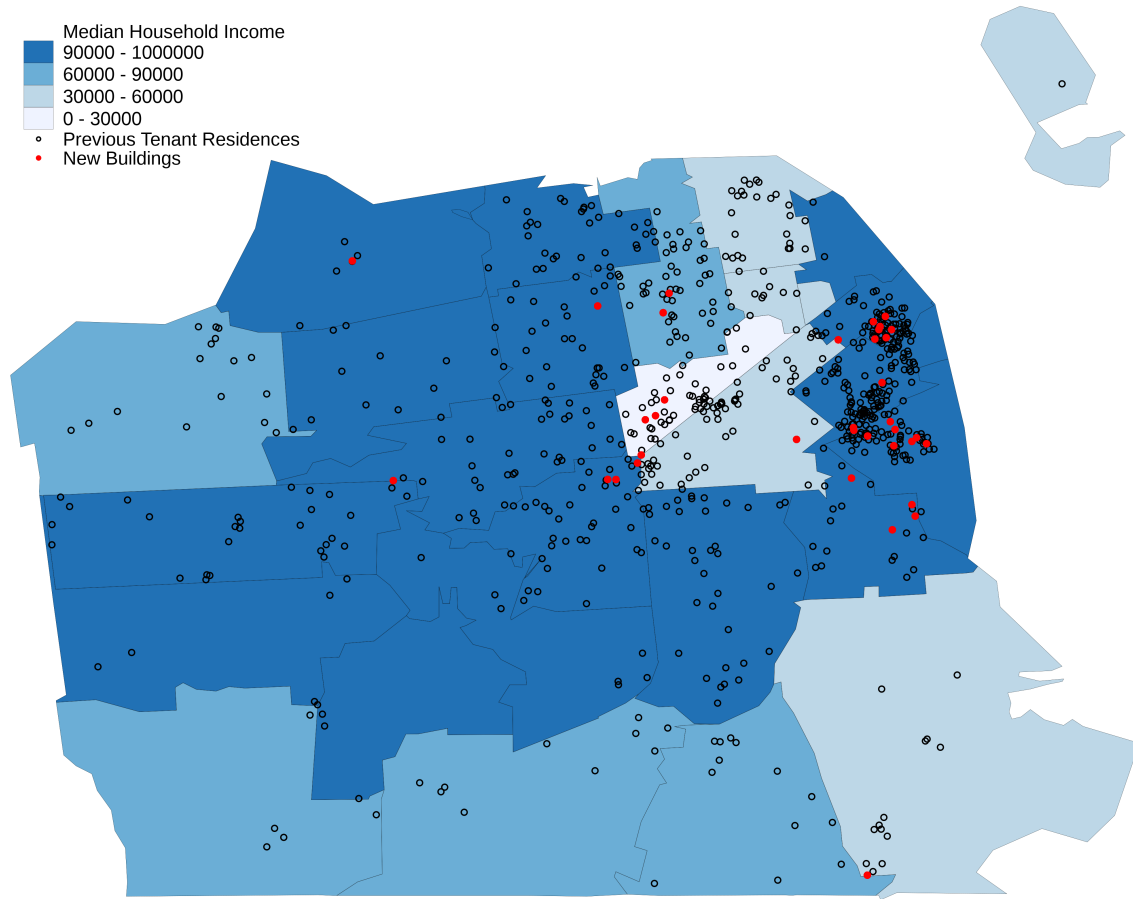 Median Household Income
90000 - 1000000
60000 - 90000
30000 - 60000
0 - 30000
Previous Tenant Residences
New Buildings